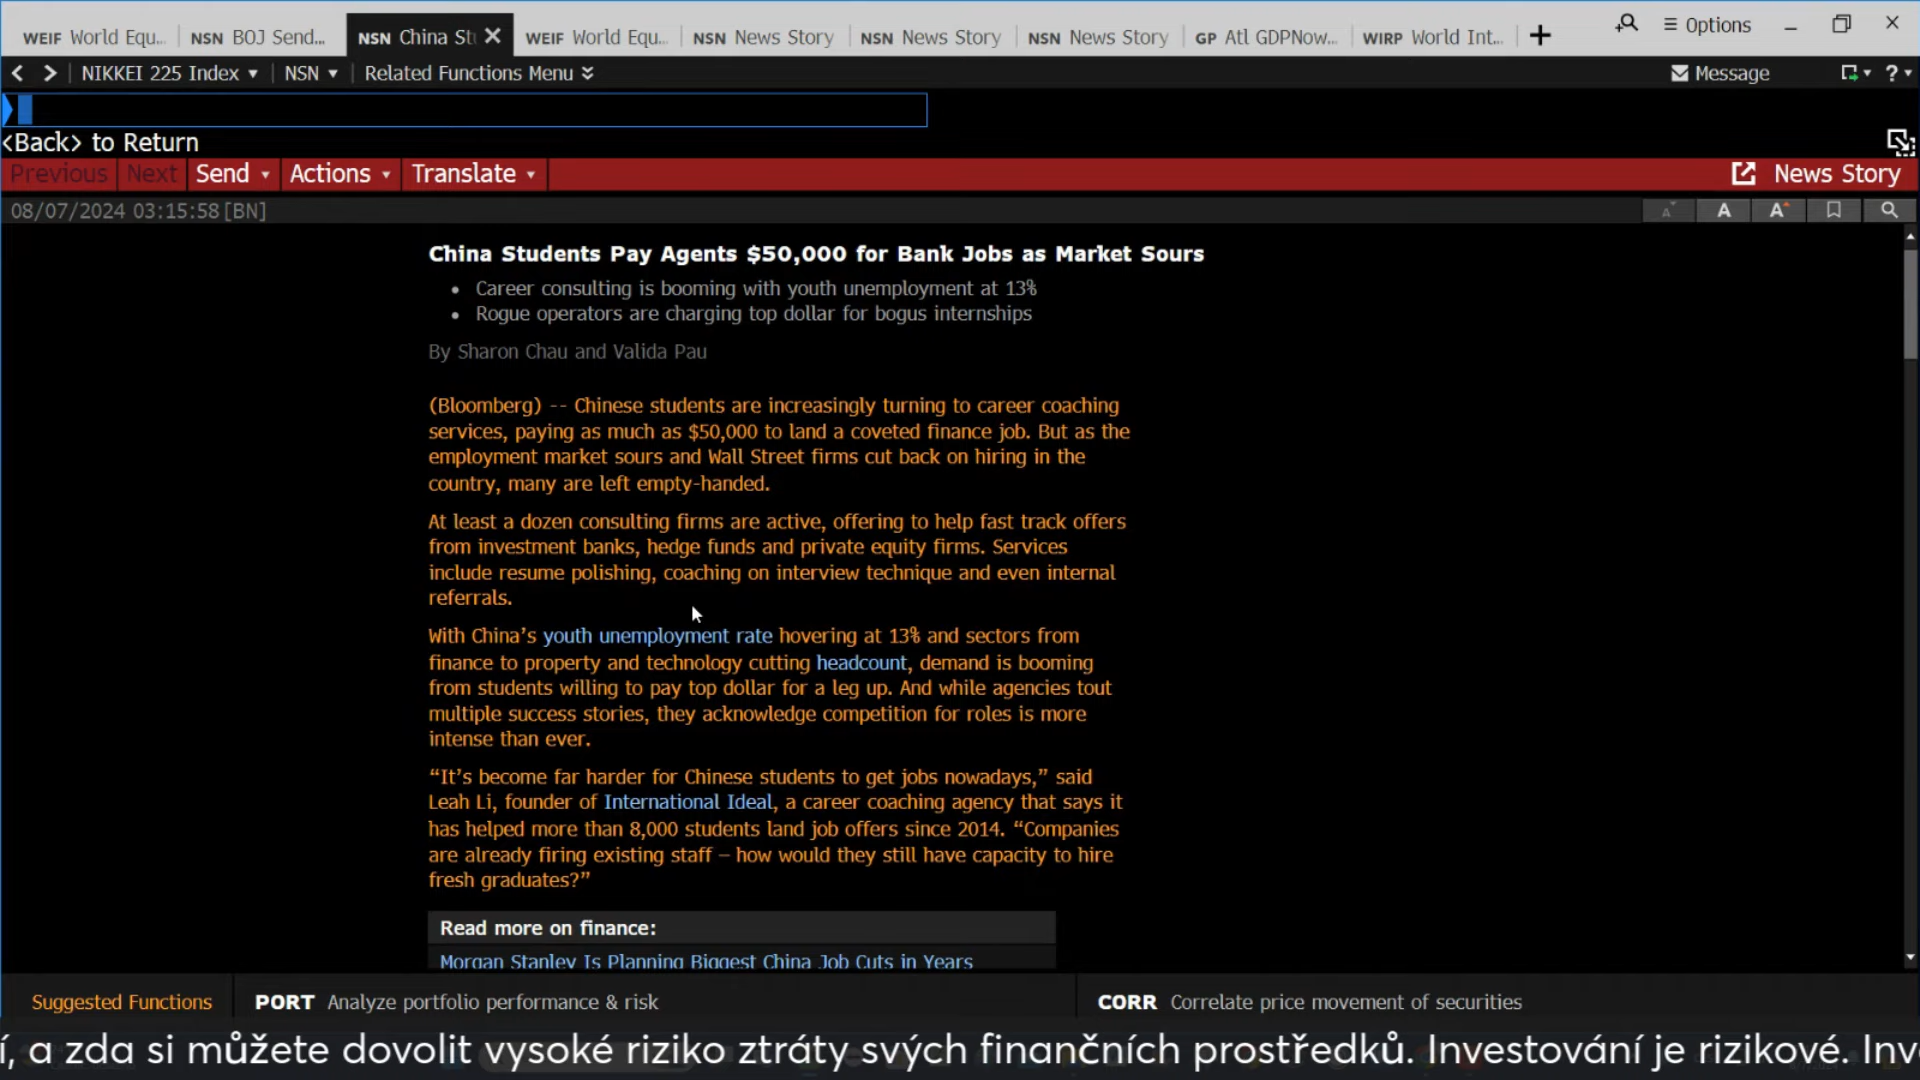 WEIF World Equ... NSN BOJ Send... NSN China St WEIF World Equ... NSN News Story NSN News Story NSN News Story GP Atl GDPNow... WIRP World Int... + Options
NIKKEI 225 Index NSN Related Functions Menu Message ?
<Back> to Return
Previous Next Send Actions Translate News Story
08/07/2024 03:15:58[BN] A A A
China Students Pay Agents $50,000 for Bank Jobs as Market Sours
• Career consulting is booming with youth unemployment at 13%
• Rogue operators are charging top dollar for bogus internships
By Sharon Chau and Valida Pau
(Bloomberg) -- Chinese students are increasingly turning to career coaching
services, paying as much as $50,000 to land a coveted finance job. But as the
employment market sours and Wall Street firms cut back on hiring in the
country, many are left empty-handed.
At least a dozen consulting firms are active, offering to help fast track offers
from investment banks, hedge funds and private equity firms. Services
include resume polishing, coaching on interview technique and even internal
referrals.
With China’s youth unemployment rate hovering at 13% and sectors from
finance to property and technology cutting headcount, demand is booming
from students willing to pay top dollar for a leg up. And while agencies tout
multiple success stories, they acknowledge competition for roles is more
intense than ever.
“It’s become far harder for Chinese students to get jobs nowadays,” said
Leah Li, founder of International Ideal, a career coaching agency that says it
has helped more than 8,000 students land job offers since 2014. “Companies
are already firing existing staff – how would they still have capacity to hire
fresh graduates?”
Read more on finance:
Morgan Stanley Is Planning Biggest China Job Cuts in Years
Suggested Functions PORT Analyze portfolio performance & risk CORR Correlate price movement of securities
í, a zda si můžete dovolit vysoké riziko ztráty svých finančních prostředků. Investování je rizikové. Inv